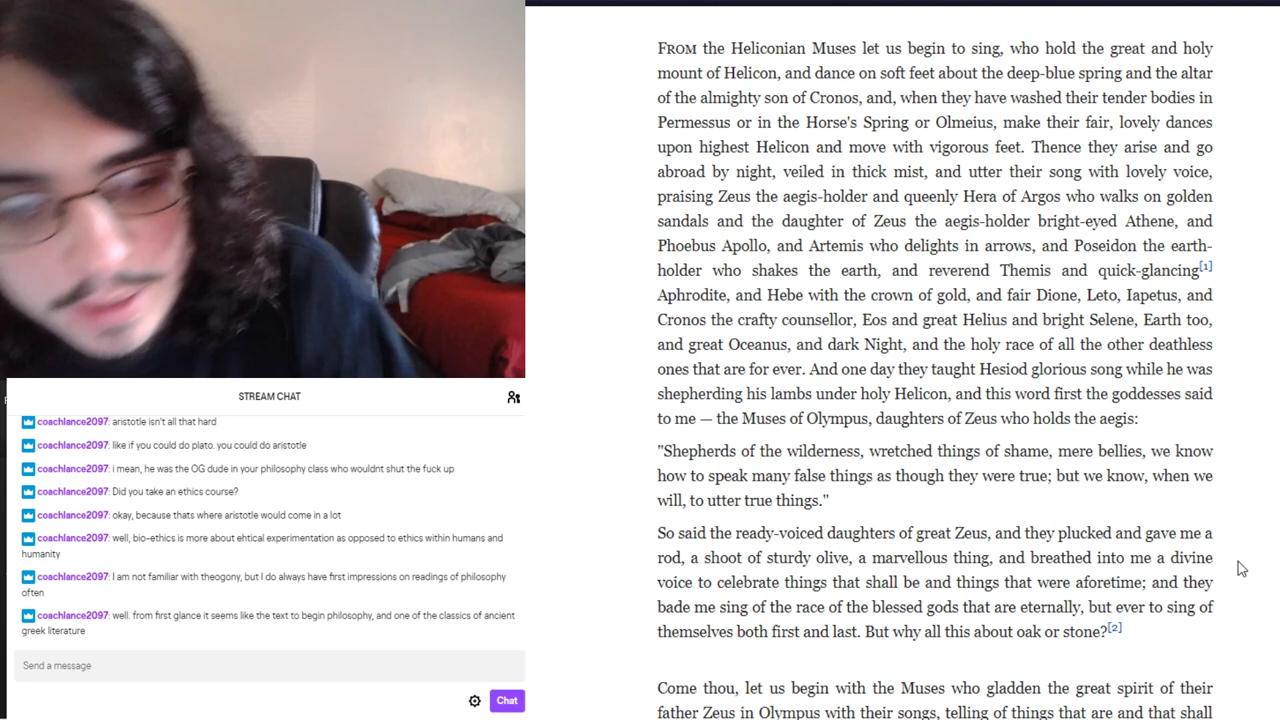 STREAM CHAT
coachlance2097: aristotle isn't all that hard
coachlance2097: like if you could do plato. you could do aristotle
coachlance2097: i mean, he was the OG dude in your philosophy class who wouldnt shut the fuck up
coachlance2097: Did you take an ethics course?
coachlance2097: okay, because thats where aristotle would come in a lot
coachlance2097: well, bio-ethics is more about ehtical experimentation as opposed to ethics within humans and
humanity
coachlance2097: I am not familiar with theogony, but I do always have first impressions on readings of philosophy
often
coachlance2097: well. from first glance it seems like the text to begin philosophy, and one of the classics of ancient
greek literature
Send a message
Chat
FROM the Heliconian Muses let us begin to sing, who hold the great and holy
mount of Helicon, and dance on soft feet about the deep-blue spring and the altar
of the almighty son of Cronos, and, when they have washed their tender bodies in
Permessus or in the Horse's Spring or Olmeius, make their fair, lovely dances
upon highest Helicon and move with vigorous feet. Thence they arise and go
abroad by night, veiled in thick mist, and utter their song with lovely voice,
praising Zeus the aegis-holder and queenly Hera of Argos who walks on golden
sandals and the daughter of Zeus the aegis-holder bright-eyed Athene, and
Phoebus Apollo, and Artemis who delights in arrows, and Poseidon the earth-
holder who shakes the earth, and reverend Themis and quick-glancing[1]
Aphrodite, and Hebe with the crown of gold, and fair Dione, Leto, Iapetus, and
Cronos the crafty counsellor, Eos and great Helius and bright Selene, Earth too,
and great Oceanus, and dark Night, and the holy race of all the other deathless
ones that are for ever. And one day they taught Hesiod glorious song while he was
shepherding his lambs under holy Helicon, and this word first the goddesses said
to me — the Muses of Olympus, daughters of Zeus who holds the aegis:
"Shepherds of the wilderness, wretched things of shame, mere bellies, we know
how to speak many false things as though they were true; but we know, when we
will, to utter true things."
So said the ready-voiced daughters of great Zeus, and they plucked and gave me a
rod, a shoot of sturdy olive, a marvellous thing, and breathed into me a divine
voice to celebrate things that shall be and things that were aforetime; and they
bade me sing of the race of the blessed gods that are eternally, but ever to sing of
themselves both first and last. But why all this about oak or stone?[2]
Come thou, let us begin with the Muses who gladden the great spirit of their
father Zeus in Olympus with their songs, telling of things that are and that shall